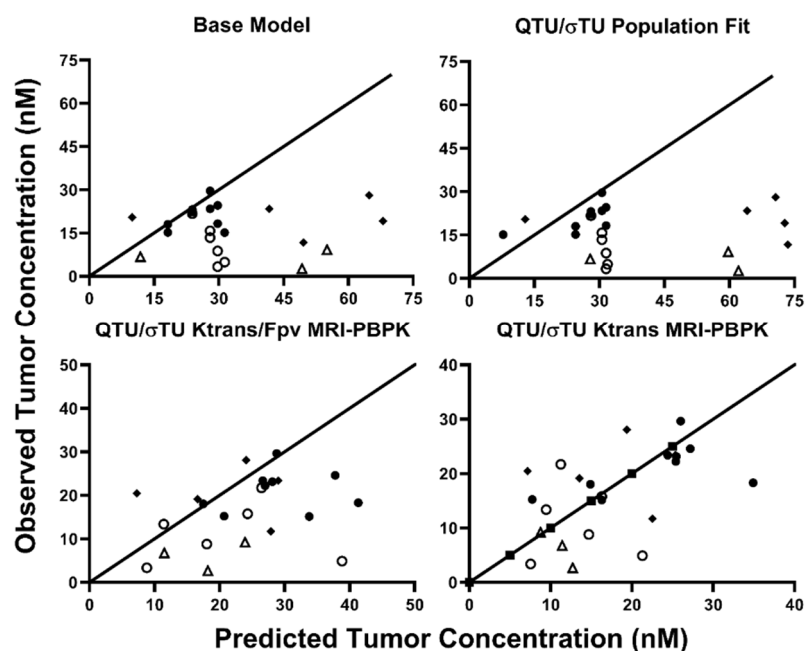 Base Model
QTU/σTU Population Fit
Observed Tumor Concentration (nM)
75
60
45
30
15
0
0 15 30 45 60 75
75
60
45
30
15
0
0 15 30 45 60 75
QTU/σTU Ktrans/Fpv MRI-PBPK
QTU/σTU Ktrans MRI-PBPK
50
40
30
20
10
0
0 10 20 30 40 50
40
30
20
10
0
0 10 20 30 40
Predicted Tumor Concentration (nM)